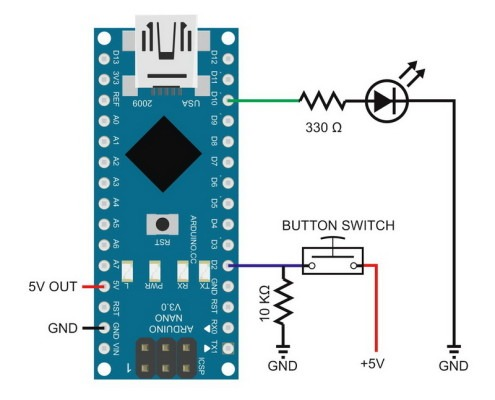 D13
3V3
REF
A0
A1
A2
A3
A4
A5
A6
A7
5V
RST
GND
VIN
D12
D11
D10
D9
D8
D7
D6
D5
D4
D3
D2
GND
RST
RX0
TX1
2009
USA
RST
ARDUINO.CC
L
PWR
RX
TX
ARDUINO
NANO
V3.0
ICSP
1
5V OUT
GND
330 Ω
BUTTON SWITCH
10 KΩ
GND
+5V
GND